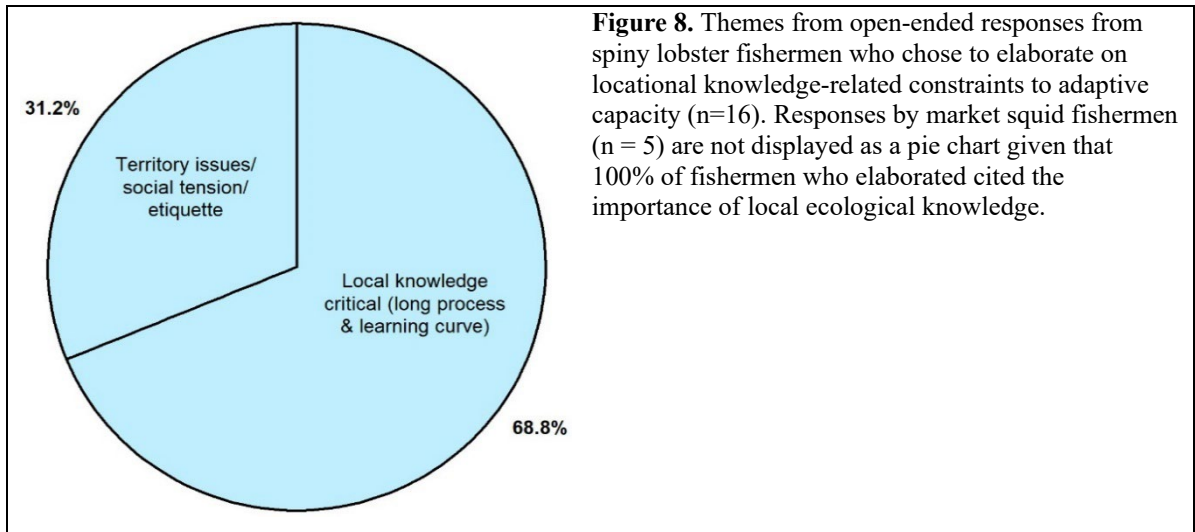 31.2%
Territory issues/
social tension/
etiquette
Local knowledge
critical (long process
& learning curve)
68.8%
Figure 8. Themes from open-ended responses from
spiny lobster fishermen who chose to elaborate on
locational knowledge-related constraints to adaptive
capacity (n=16). Responses by market squid fishermen
(n = 5) are not displayed as a pie chart given that
100% of fishermen who elaborated cited the
importance of local ecological knowledge.